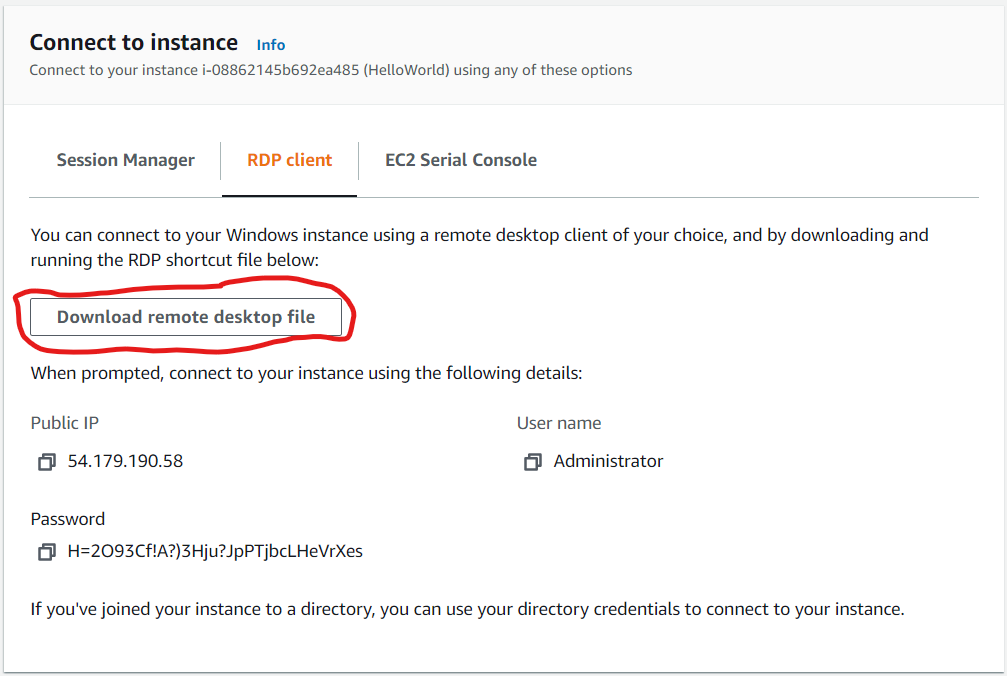 Connect to instance Info
Connect to your instance i-08862145b692ea485 (HelloWorld) using any of these options
Session Manager RDP client EC2 Serial Console
You can connect to your Windows instance using a remote desktop client of your choice, and by downloading and
running the RDP shortcut file below:
Download remote desktop file
When prompted, connect to your instance using the following details:
Public IP User name
54.179.190.58 Administrator
Password
H=2O93Cf!A?)3Hju?JpPTjbcLHeVrXes
If you've joined your instance to a directory, you can use your directory credentials to connect to your instance.